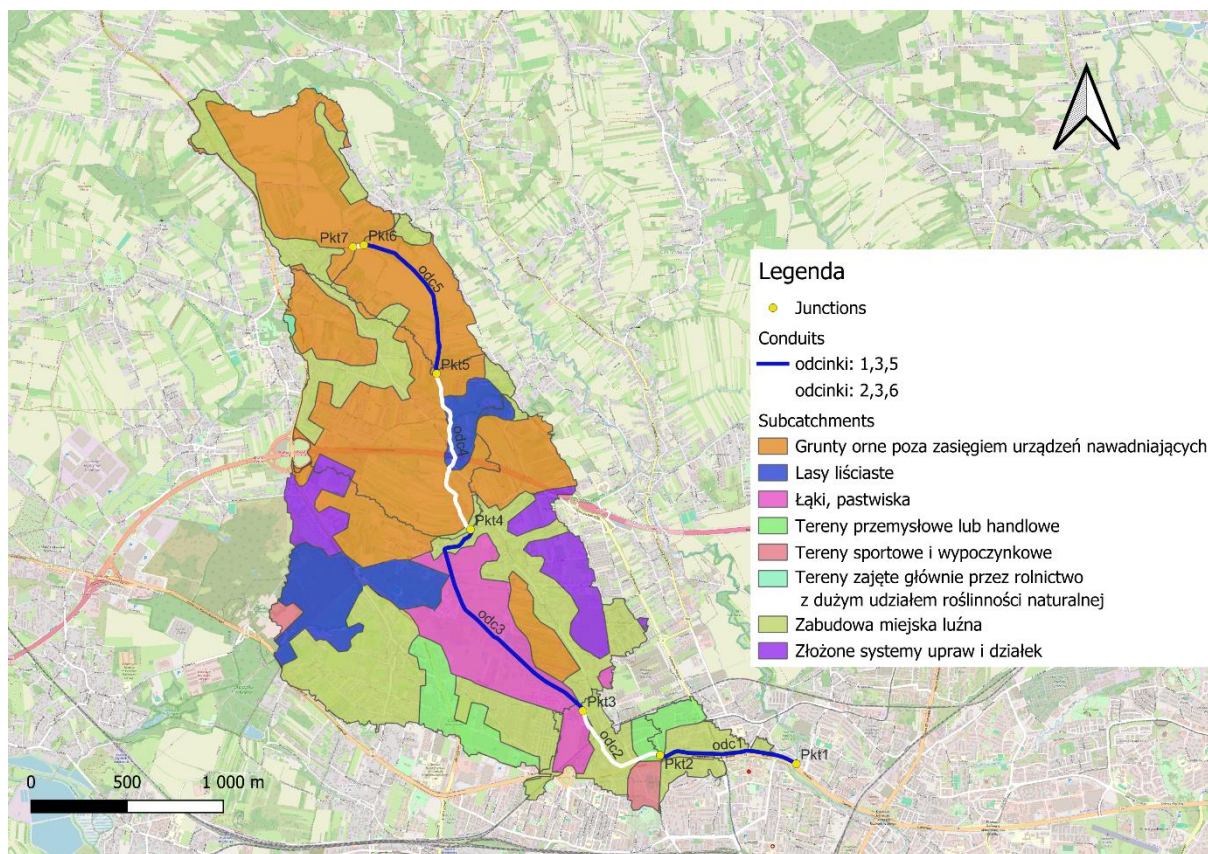 Pkt7
Pkt6
odc5
Pkt5
odc4
Pkt4
odc3
Pkt3
odc2
Pkt2
odc1
Pkt1
0 500 1 000 m
Legenda
Junctions
Conduits
odcinki: 1,3,5
odcinki: 2,3,6
Subcatchments
Grunty orne poza zasięgiem urządzeń nawadniających
Lasy liściaste
Łąki, pastwiska
Tereny przemysłowe lub handlowe
Tereny sportowe i wypoczynkowe
Tereny zajęte głównie przez rolnictwo
z dużym udziałem roślinności naturalnej
Zabudowa miejska luźna
Złożone systemy upraw i działek